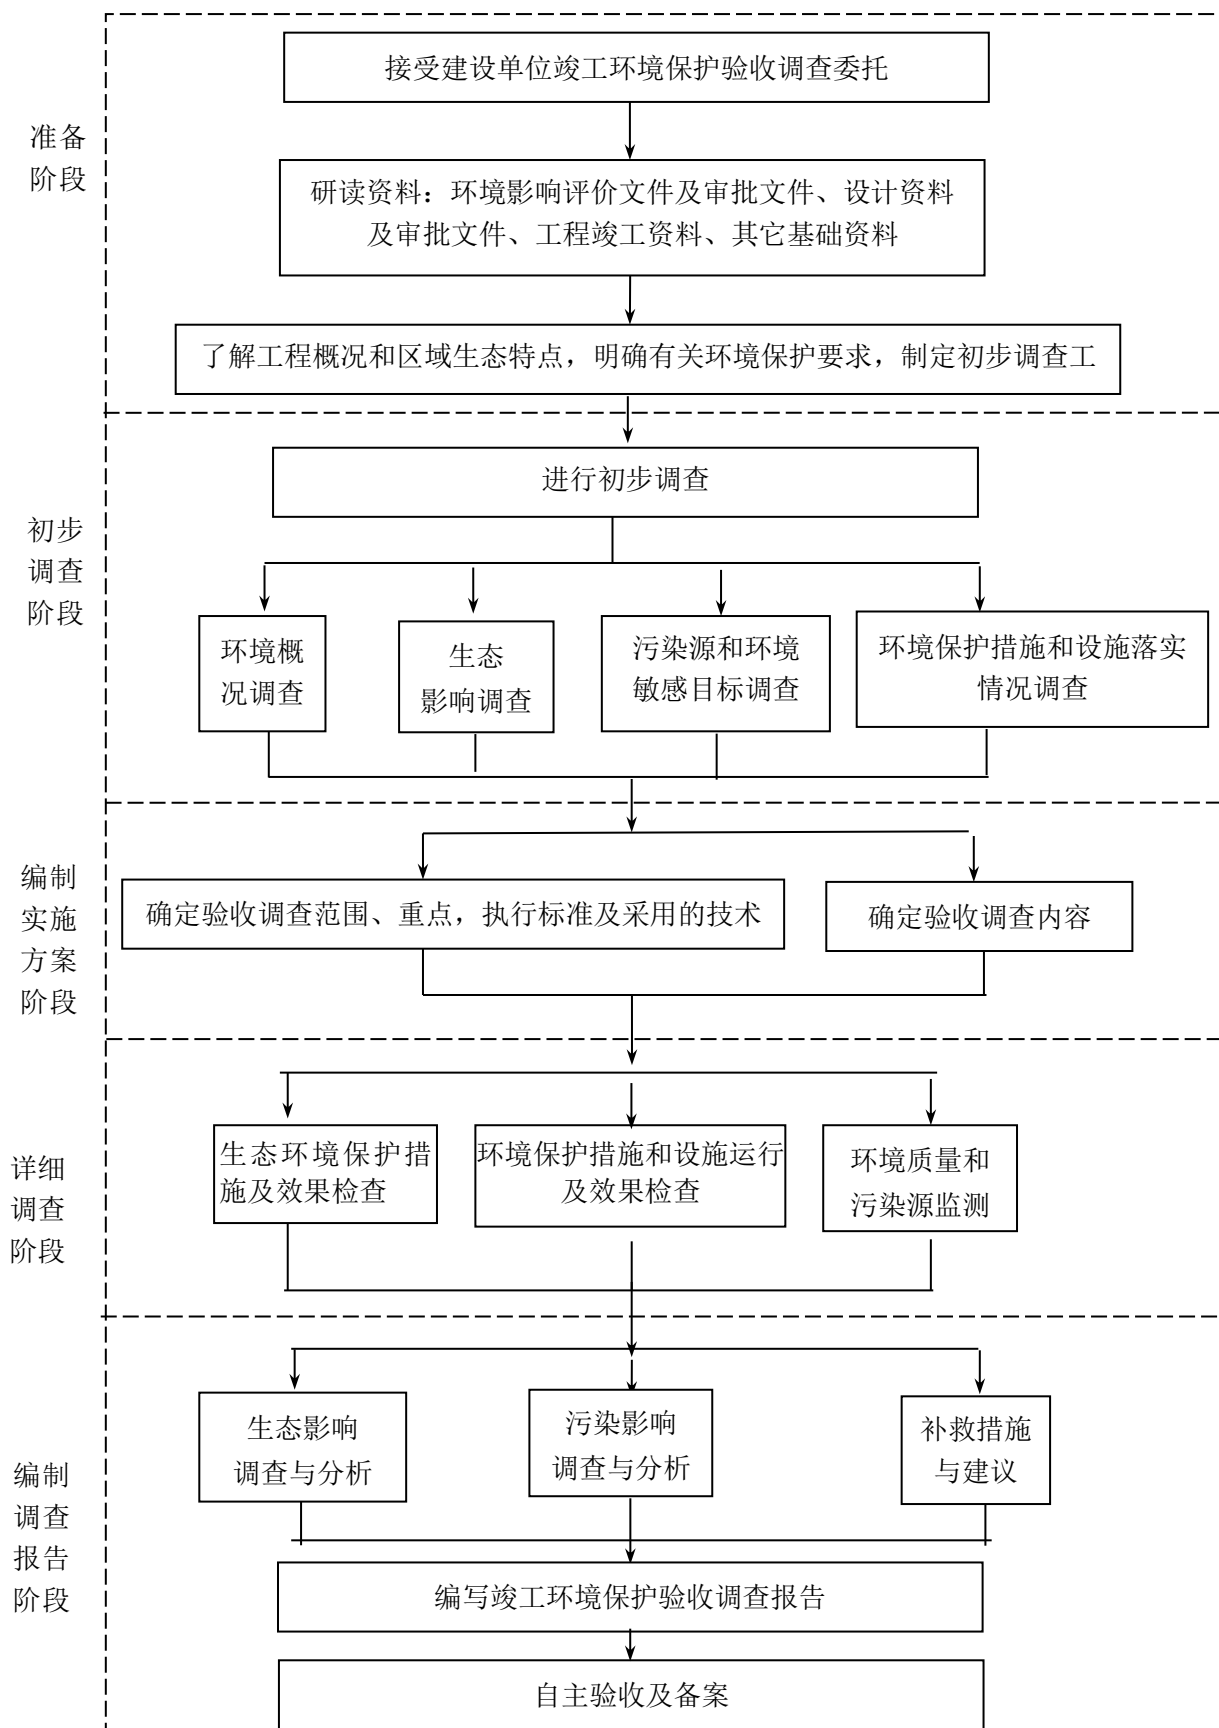 准备
阶段
接受建设单位竣工环境保护验收调查委托
研读资料：环境影响评价文件及审批文件、设计资料
及审批文件、工程竣工资料、其它基础资料
了解工程概况和区域生态特点，明确有关环境保护要求，制定初步调查工
初步
调查
阶段
进行初步调查
环境概
况调查
生态
影响调查
污染源和环境
敏感目标调查
环境保护措施和设施落实
情况调查
编制
实施
方案
阶段
确定验收调查范围、重点，执行标准及采用的技术
确定验收调查内容
详细
调查
阶段
生态环境保护措
施及效果检查
环境保护措施和设施运行
及效果检查
环境质量和
污染源监测
编制
调查
报告
阶段
生态影响
调查与分析
污染影响
调查与分析
补救措施
与建议
编写竣工环境保护验收调查报告
自主验收及备案